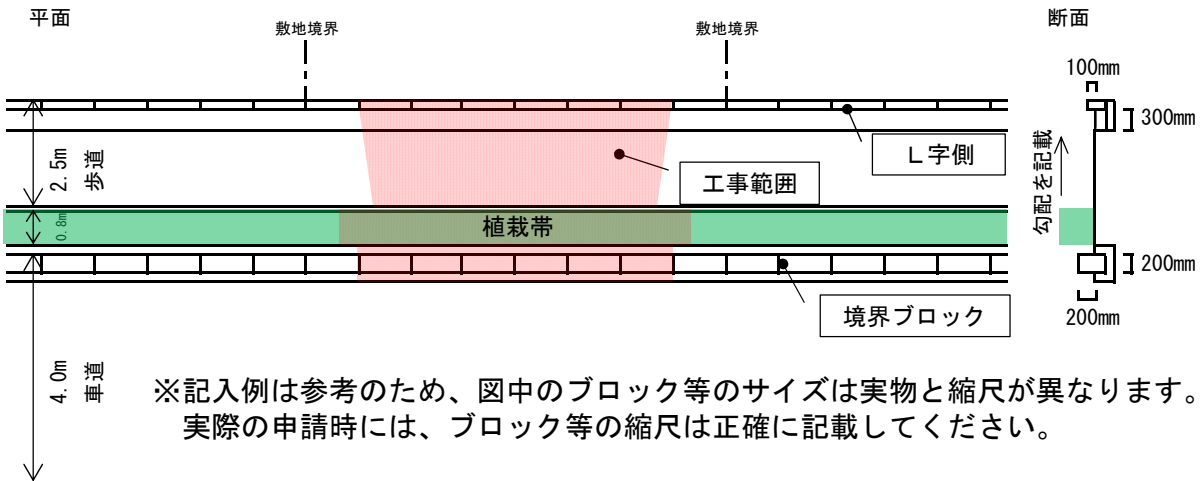 平面
断面
敷地境界
敷地境界
100mm
300mm
Ｌ字側
2.5m
歩道
工事範囲
勾配を記載
0.8m
植栽帯
200mm
境界ブロック
200mm
4.0m
車道
※記入例は参考のため、図中のブロック等のサイズは実物と縮尺が異なります。
実際の申請時には、ブロック等の縮尺は正確に記載してください。